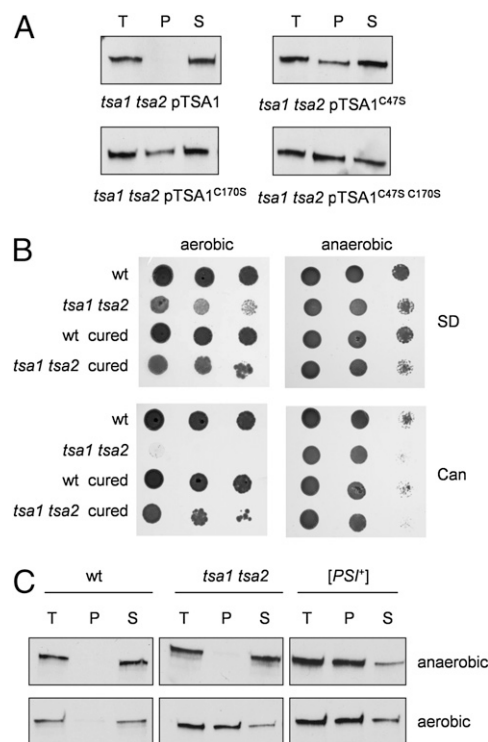 A
T P S T P S
tsa1 tsa2 pTSA1 tsa1 tsa2 pTSA1C47S
tsa1 tsa2 pTSA1C170S tsa1 tsa2 pTSA1C47S C170S
B
aerobic anaerobic
wt
tsa1 tsa2
SD
wt cured
tsa1 tsa2 cured
wt
tsa1 tsa2
Can
wt cured
tsa1 tsa2 cured
C
wt tsa1 tsa2 [PSI+]
T P S T P S T P S
anaerobic
aerobic